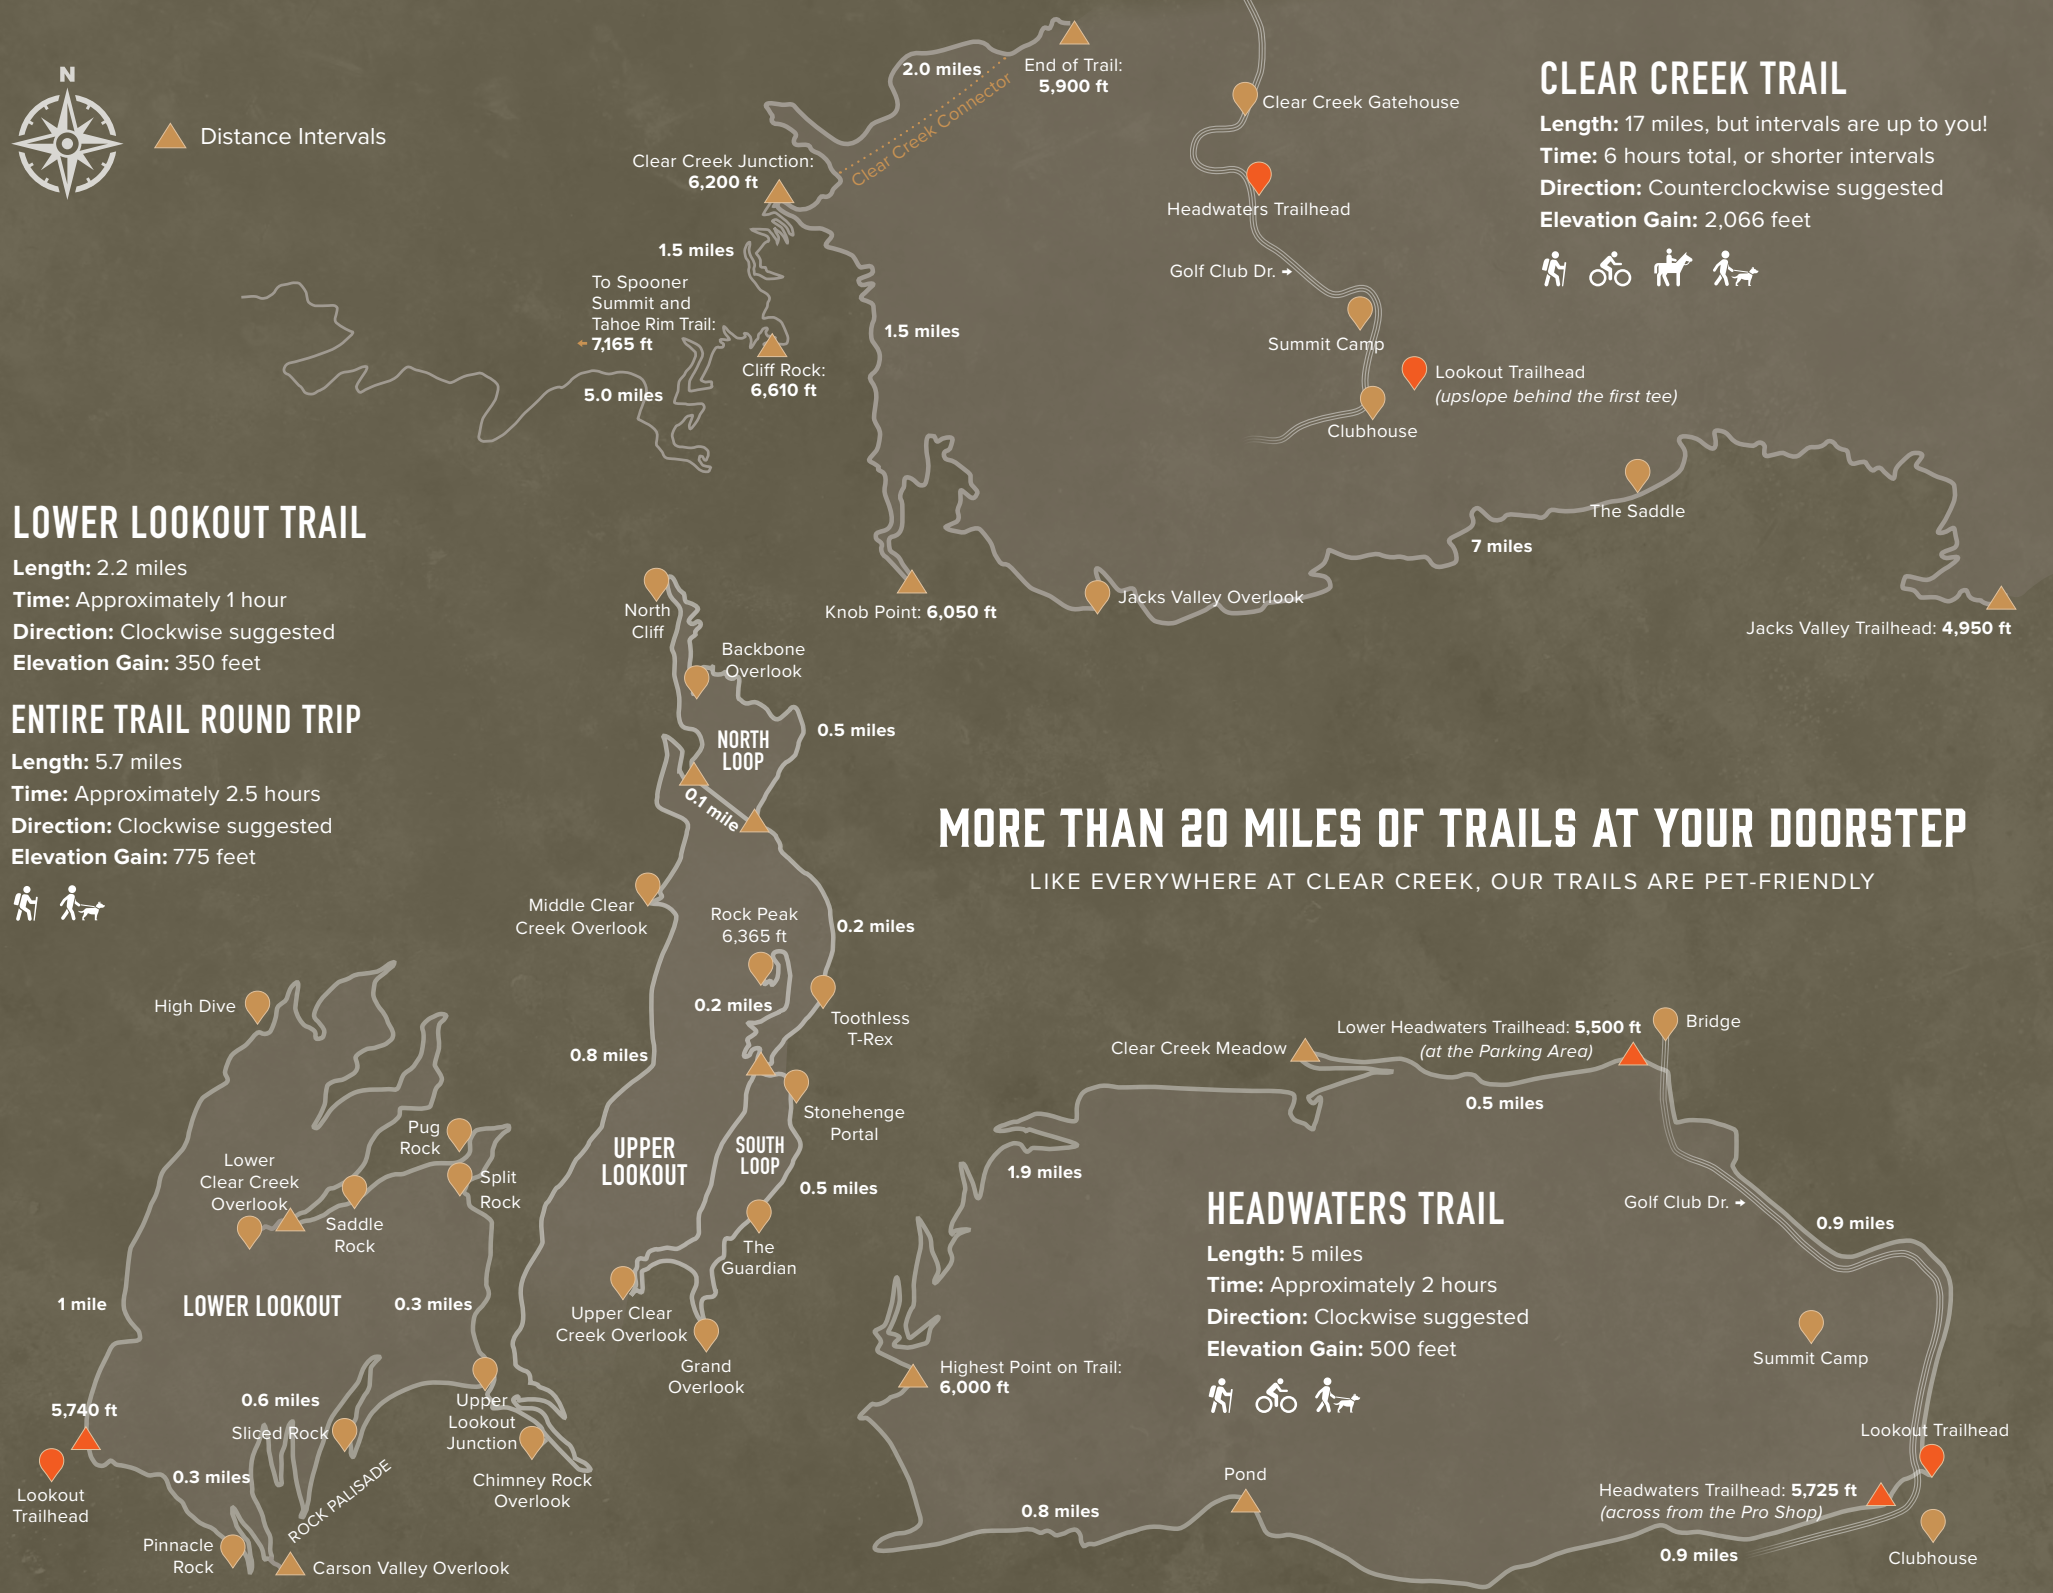 N
Distance Intervals
2.0 miles
End of Trail:
5,900 ft
Clear Creek Connector
Clear Creek Junction:
6,200 ft
1.5 miles
To Spooner
Summit and
Tahoe Rim Trail:
7,165 ft
5.0 miles
Cliff Rock:
6,610 ft
1.5 miles
Clear Creek Gatehouse
Headwaters Trailhead
Golf Club Dr.
Summit Camp
Lookout Trailhead
(upslope behind the first tee)
Clubhouse
CLEAR CREEK TRAIL
Length: 17 miles, but intervals are up to you!
Time: 6 hours total, or shorter intervals
Direction: Counterclockwise suggested
Elevation Gain: 2,066 feet
The Saddle
7 miles
Knob Point: 6,050 ft
Jacks Valley Overlook
Jacks Valley Trailhead: 4,950 ft
LOWER LOOKOUT TRAIL
Length: 2.2 miles
Time: Approximately 1 hour
Direction: Clockwise suggested
Elevation Gain: 350 feet
ENTIRE TRAIL ROUND TRIP
Length: 5.7 miles
Time: Approximately 2.5 hours
Direction: Clockwise suggested
Elevation Gain: 775 feet
North
Cliff
Backbone
Overlook
0.5 miles
NORTH
LOOP
0.1 mile
Middle Clear
Creek Overlook
Rock Peak
6,365 ft
0.2 miles
0.2 miles
Toothless
T-Rex
0.8 miles
Stonehenge
Portal
UPPER
LOOKOUT
SOUTH
LOOP
0.5 miles
The
Guardian
Upper Clear
Creek Overlook
Grand
Overlook
MORE THAN 20 MILES OF TRAILS AT YOUR DOORSTEP
LIKE EVERYWHERE AT CLEAR CREEK, OUR TRAILS ARE PET-FRIENDLY
High Dive
Pug
Rock
Lower
Clear Creek
Overlook
Split
Rock
Saddle
Rock
1 mile
LOWER LOOKOUT
0.3 miles
5,740 ft
0.6 miles
Sliced Rock
Upper
Lookout
Junction
0.3 miles
ROCK PALISADE
Chimney Rock
Overlook
Lookout
Trailhead
Pinnacle
Rock
Carson Valley Overlook
Clear Creek Meadow
Lower Headwaters Trailhead: 5,500 ft
(at the Parking Area)
Bridge
0.5 miles
1.9 miles
HEADWATERS TRAIL
Length: 5 miles
Time: Approximately 2 hours
Direction: Clockwise suggested
Elevation Gain: 500 feet
Golf Club Dr.
0.9 miles
Summit Camp
Highest Point on Trail:
6,000 ft
Lookout Trailhead
Pond
Headwaters Trailhead: 5,725 ft
(across from the Pro Shop)
0.8 miles
0.9 miles
Clubhouse